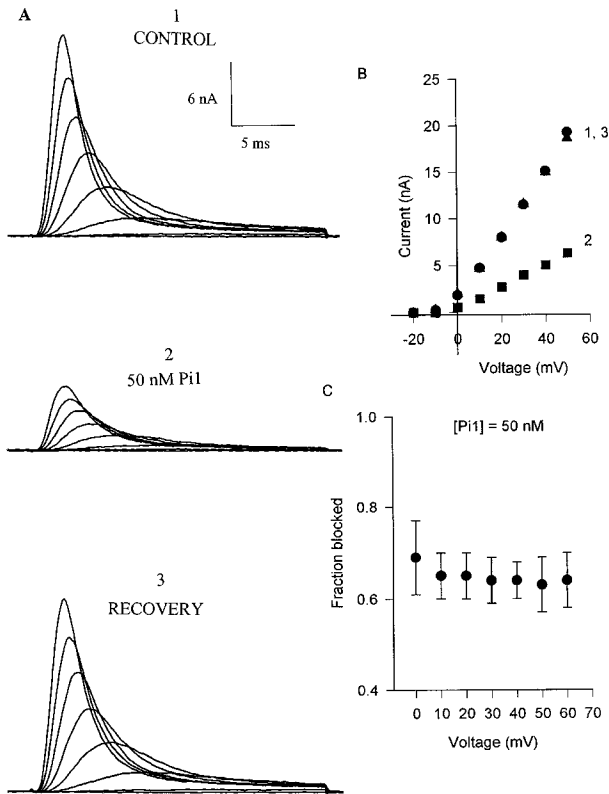 A
1
CONTROL
6 nA
5 ms
2
50 nM Pi1
3
RECOVERY
B
25
20
15
10
5
Current (nA)
1, 3
2
-20 0 20 40 60
Voltage (mV)
C
1.0
0.8
0.6
0.4
[Pi1] = 50 nM
Fraction blocked
0 10 20 30 40 50 60 70
Voltage (mV)